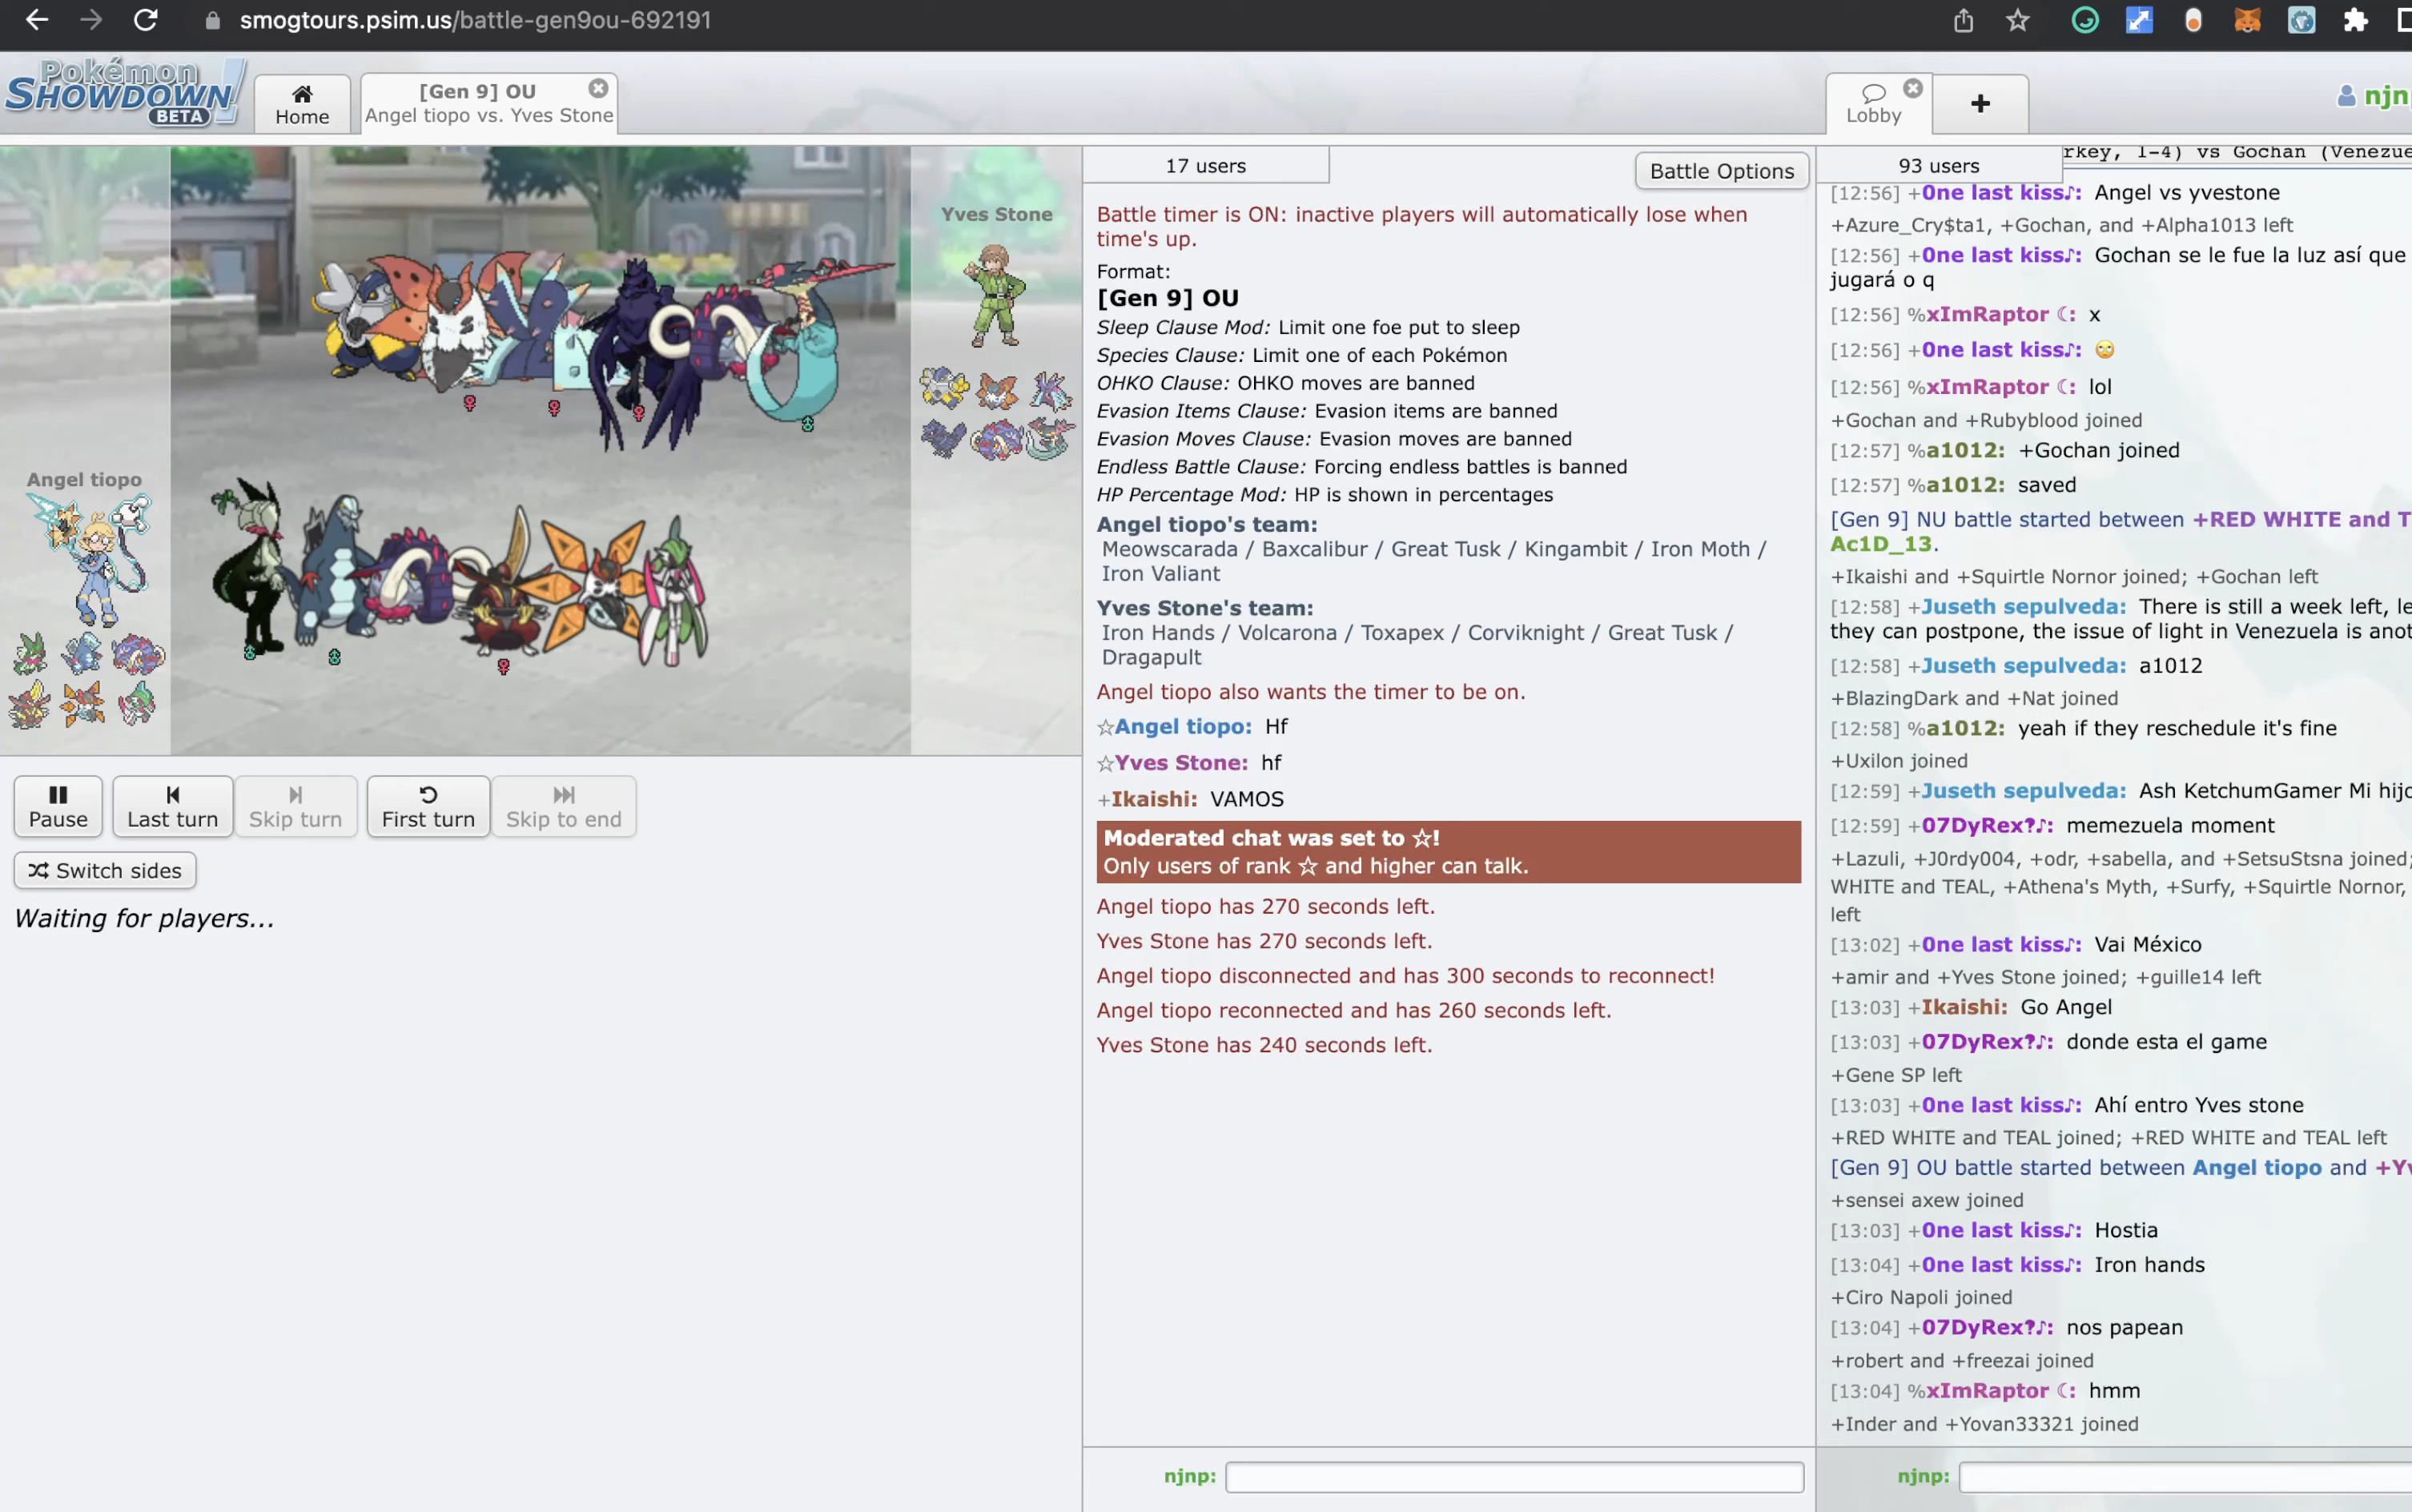 smogtours.psim.us/battle-gen9ou-692191
Pokémon
SHOWDOWN!
BETA
Home
[Gen 9] OU
Angel tiopo vs. Yves Stone
Lobby
njn
Yves Stone
Angel tiopo
Pause
Last turn
Skip turn
First turn
Skip to end
Switch sides
Waiting for players...
17 users
Battle Options
Battle timer is ON: inactive players will automatically lose when
time's up.
Format:
[Gen 9] OU
Sleep Clause Mod: Limit one foe put to sleep
Species Clause: Limit one of each Pokémon
OHKO Clause: OHKO moves are banned
Evasion Items Clause: Evasion items are banned
Evasion Moves Clause: Evasion moves are banned
Endless Battle Clause: Forcing endless battles is banned
HP Percentage Mod: HP is shown in percentages
Angel tiopo's team:
Meowscarada / Baxcalibur / Great Tusk / Kingambit / Iron Moth /
Iron Valiant
Yves Stone's team:
Iron Hands / Volcarona / Toxapex / Corviknight / Great Tusk /
Dragapult
Angel tiopo also wants the timer to be on.
☆Angel tiopo: Hf
☆Yves Stone: hf
+Ikaishi: VAMOS
Moderated chat was set to ☆!
Only users of rank ☆ and higher can talk.
Angel tiopo has 270 seconds left.
Yves Stone has 270 seconds left.
Angel tiopo disconnected and has 300 seconds to reconnect!
Angel tiopo reconnected and has 260 seconds left.
Yves Stone has 240 seconds left.
njnp:
93 users
rkey, 1-4) vs Gochan (Venezue
[12:56] +0ne last kiss♪: Angel vs yvestone
+Azure_Cry$ta1, +Gochan, and +Alpha1013 left
[12:56] +0ne last kiss♪: Gochan se le fue la luz así que
jugará o q
[12:56] %xImRaptor ☾: x
[12:56] +0ne last kiss♪: 🙄
[12:56] %xImRaptor ☾: lol
+Gochan and +Rubyblood joined
[12:57] %a1012: +Gochan joined
[12:57] %a1012: saved
[Gen 9] NU battle started between +RED WHITE and T
Ac1D_13.
+Ikaishi and +Squirtle Nornor joined; +Gochan left
[12:58] +Juseth sepulveda: There is still a week left, le
they can postpone, the issue of light in Venezuela is anot
[12:58] +Juseth sepulveda: a1012
+BlazingDark and +Nat joined
[12:58] %a1012: yeah if they reschedule it's fine
+Uxilon joined
[12:59] +Juseth sepulveda: Ash KetchumGamer Mi hijo
[12:59] +07DyRex‽♪: memezuela moment
+Lazuli, +J0rdy004, +odr, +sabella, and +SetsuStsna joined;
WHITE and TEAL, +Athena's Myth, +Surfy, +Squirtle Nornor,
left
[13:02] +0ne last kiss♪: Vai México
+amir and +Yves Stone joined; +guille14 left
[13:03] +Ikaishi: Go Angel
[13:03] +07DyRex‽♪: donde esta el game
+Gene SP left
[13:03] +0ne last kiss♪: Ahí entro Yves stone
+RED WHITE and TEAL joined; +RED WHITE and TEAL left
[Gen 9] OU battle started between Angel tiopo and +Yv
+sensei axew joined
[13:03] +0ne last kiss♪: Hostia
[13:04] +0ne last kiss♪: Iron hands
+Ciro Napoli joined
[13:04] +07DyRex‽♪: nos papean
+robert and +freezai joined
[13:04] %xImRaptor ☾: hmm
+Inder and +Yovan33321 joined
njnp: